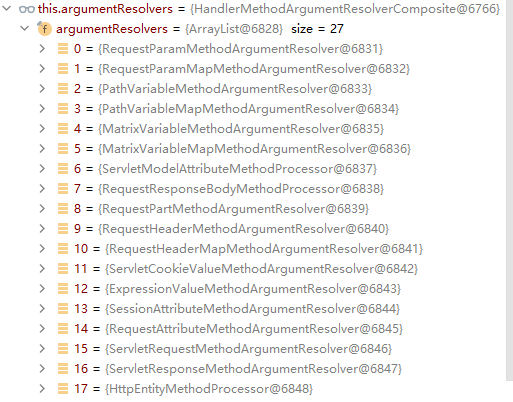 this.argumentResolvers = {HandlerMethodArgumentResolverComposite@6766}
argumentResolvers = {ArrayList@6828} size = 27
0 = {RequestParamMethodArgumentResolver@6831}
1 = {RequestParamMapMethodArgumentResolver@6832}
2 = {PathVariableMethodArgumentResolver@6833}
3 = {PathVariableMapMethodArgumentResolver@6834}
4 = {MatrixVariableMethodArgumentResolver@6835}
5 = {MatrixVariableMapMethodArgumentResolver@6836}
6 = {ServletModelAttributeMethodProcessor@6837}
7 = {RequestResponseBodyMethodProcessor@6838}
8 = {RequestPartMethodArgumentResolver@6839}
9 = {RequestHeaderMethodArgumentResolver@6840}
10 = {RequestHeaderMapMethodArgumentResolver@6841}
11 = {ServletCookieValueMethodArgumentResolver@6842}
12 = {ExpressionValueMethodArgumentResolver@6843}
13 = {SessionAttributeMethodArgumentResolver@6844}
14 = {RequestAttributeMethodArgumentResolver@6845}
15 = {ServletRequestMethodArgumentResolver@6846}
16 = {ServletResponseMethodArgumentResolver@6847}
17 = {HttpEntityMethodProcessor@6848}